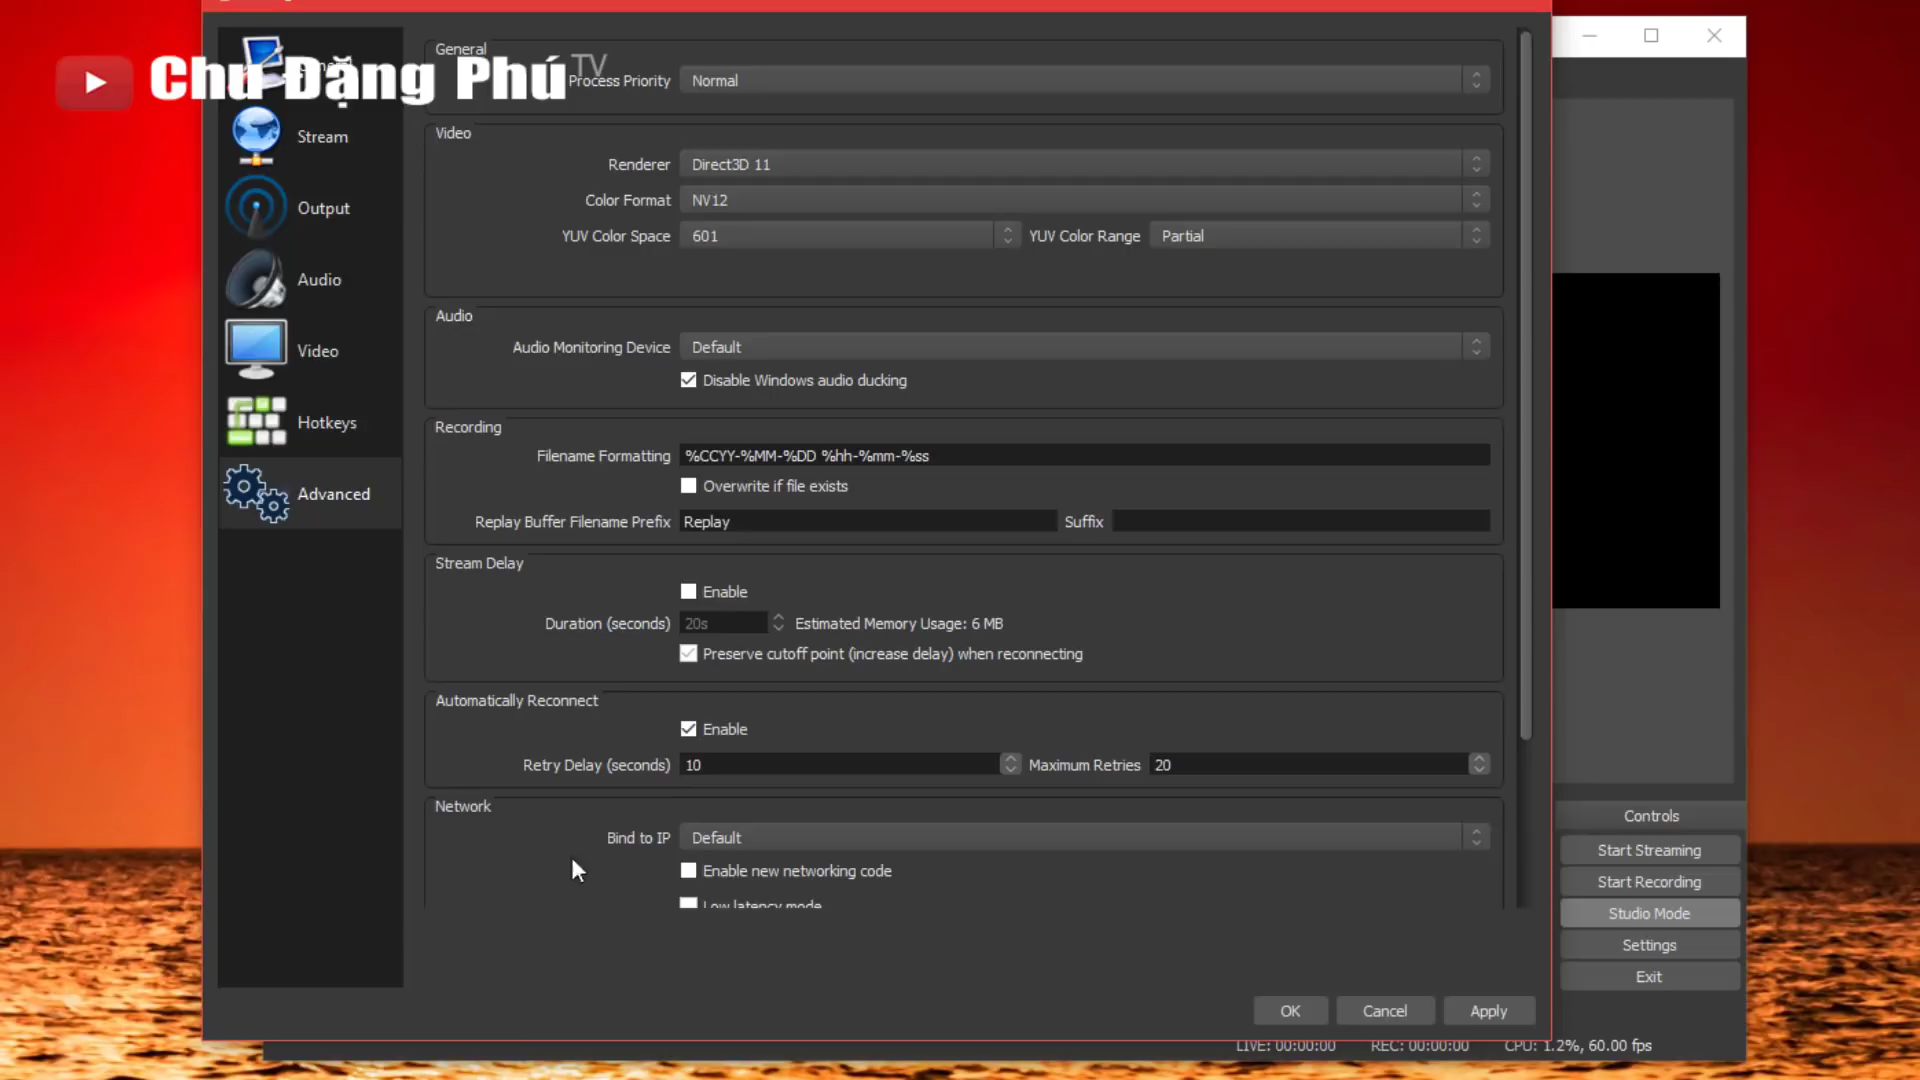 Chu Đặng Phú TV
General
Process Priority Normal
Video
Renderer Direct3D 11
Color Format NV12
YUV Color Space 601 YUV Color Range Partial
Audio
Audio Monitoring Device Default
Disable Windows audio ducking
Recording
Filename Formatting %CCYY-%MM-%DD %hh-%mm-%ss
Overwrite if file exists
Replay Buffer Filename Prefix Replay Suffix
Stream Delay
Enable
Duration (seconds) 20s Estimated Memory Usage: 6 MB
Preserve cutoff point (increase delay) when reconnecting
Automatically Reconnect
Enable
Retry Delay (seconds) 10 Maximum Retries 20
Network
Bind to IP Default
Enable new networking code
Low latency mode
Stream
Output
Audio
Video
Hotkeys
Advanced
OK Cancel Apply
Controls
Start Streaming
Start Recording
Studio Mode
Settings
Exit
LIVE: 00:00:00 REC: 00:00:00 CPU: 1.2%, 60.00 fps